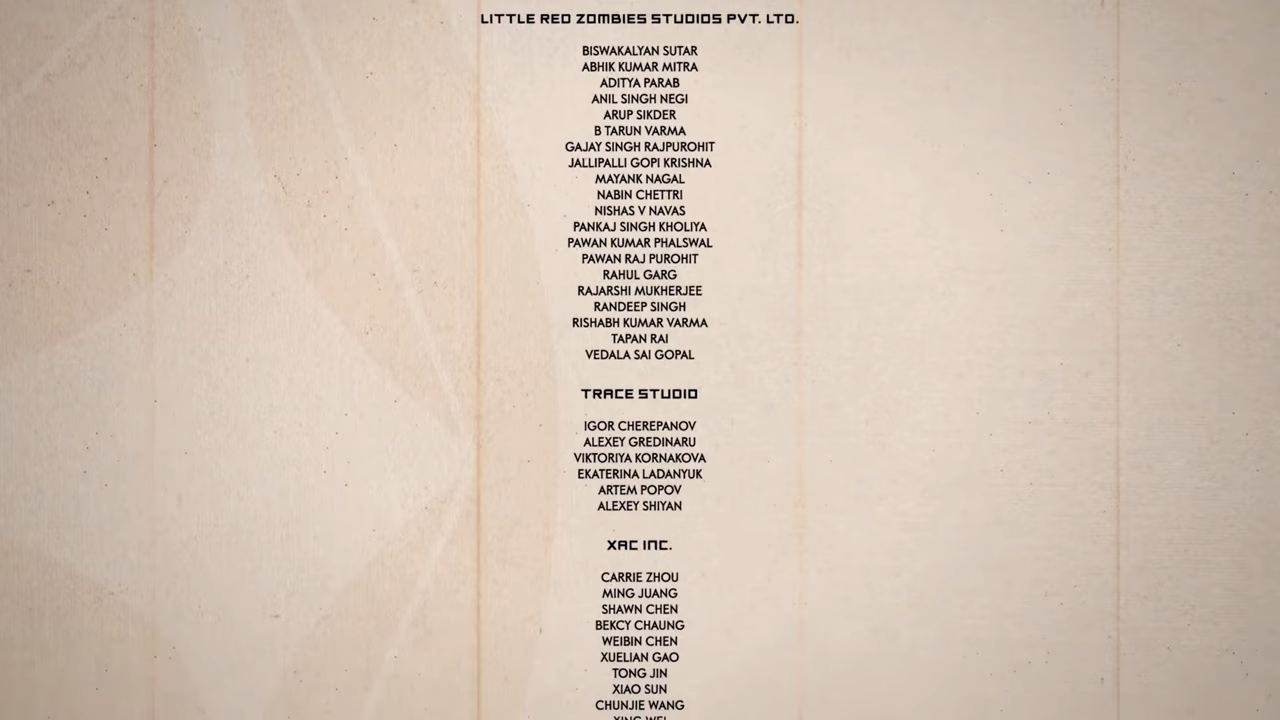 LITTLE RED ZOMBIES STUDIOS PVT. LTD.
BISWAKALYAN SUTAR
ABHIK KUMAR MITRA
ADITYA PARAB
ANIL SINGH NEGI
ARUP SIKDER
B TARUN VARMA
GAJAY SINGH RAJPUROHIT
JALLIPALLI GOPI KRISHNA
MAYANK NAGAL
NABIN CHETTRI
NISHAS V NAVAS
PANKAJ SINGH KHOLIYA
PAWAN KUMAR PHALSWAL
PAWAN RAJ PUROHIT
RAHUL GARG
RAJARSHI MUKHERJEE
RANDEEP SINGH
RISHABH KUMAR VARMA
TAPAN RAI
VEDALA SAI GOPAL
TRACE STUDIO
IGOR CHEREPANOV
ALEXEY GREDINARU
VIKTORIYA KORNAKOVA
EKATERINA LADANYUK
ARTEM POPOV
ALEXEY SHIYAN
XAC INC.
CARRIE ZHOU
MING JUANG
SHAWN CHEN
BEKCY CHAUNG
WEIBIN CHEN
XUELIAN GAO
TONG JIN
XIAO SUN
CHUNJIE WANG
XING WEI